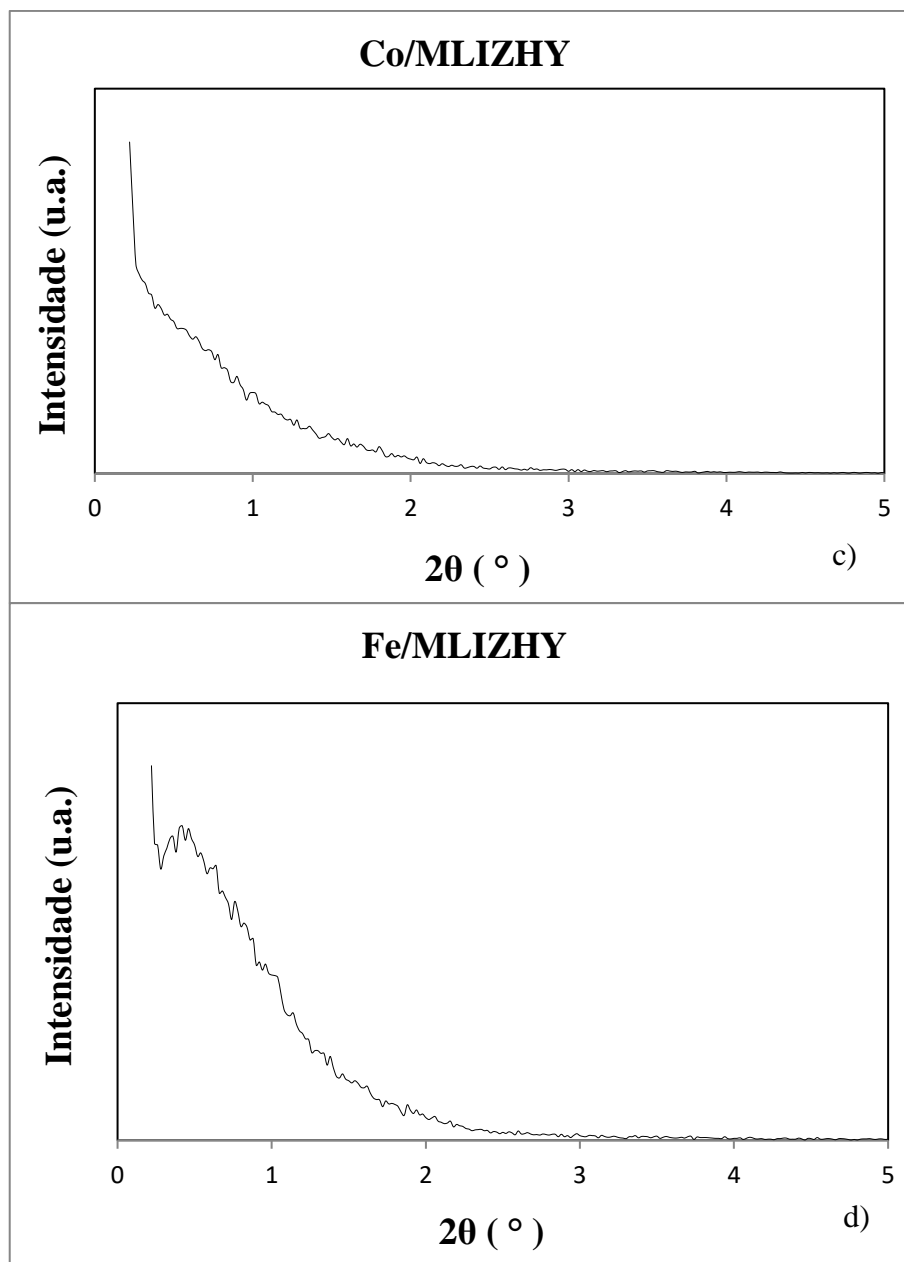 Co/MLIZHY
Intensidade (u.a.)
0 1 2 3 4 5
2θ ( ° )
c)
Fe/MLIZHY
Intensidade (u.a.)
0 1 2 3 4 5
2θ ( ° )
d)